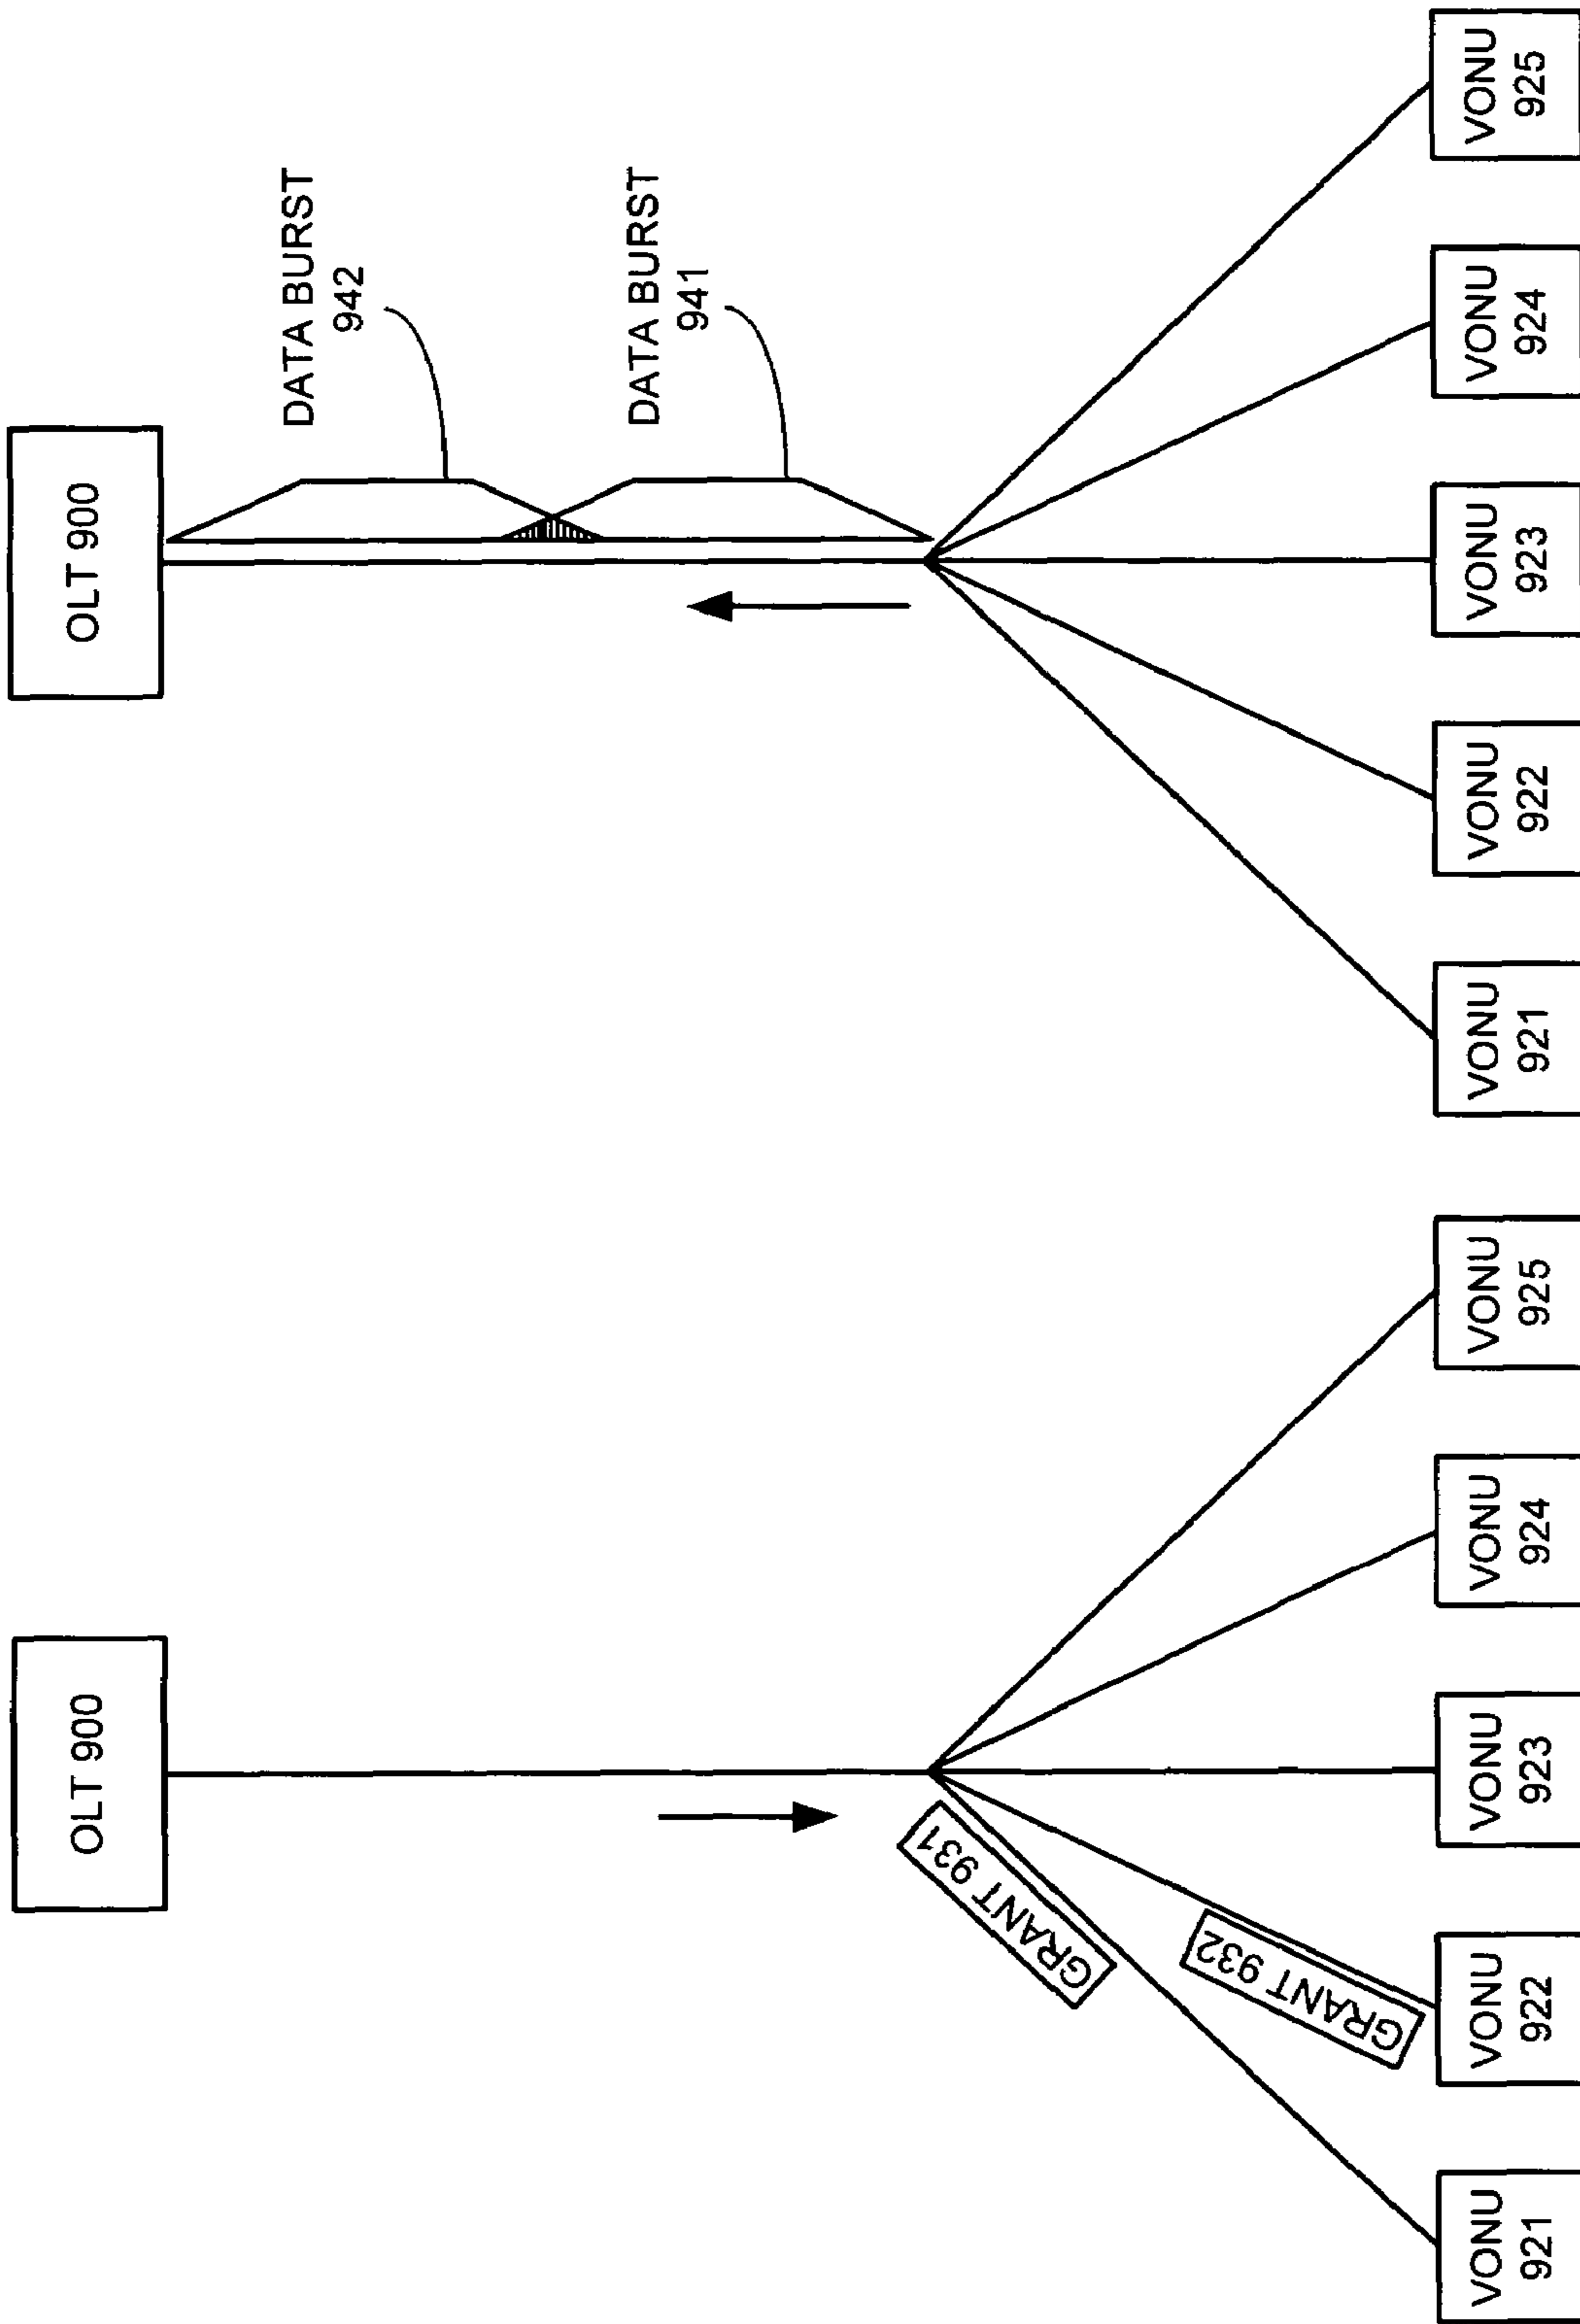 OLT 900
GRANT 931
GRANT 932
VONU
921
VONU
922
VONU
923
VONU
924
VONU
925
OLT 900
DATA BURST
942
DATA BURST
941
VONU
921
VONU
922
VONU
923
VONU
924
VONU
925